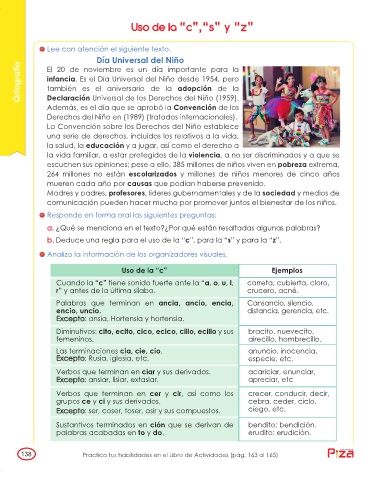 Uso de la "c", "s" y "z"
Ortografía
Lee con atención el siguiente texto.
Día Universal del Niño
El 20 de noviembre es un día importante para la
infancia. Es el Día Universal del Niño desde 1954, pero
también es el aniversario de la adopción de la
Declaración Universal de los Derechos del Niño (1959).
Además, es el día que se aprobó la Convención de los
Derechos del Niño en (1989) (tratados internacionales).
La Convención sobre los Derechos del Niño establece
una serie de derechos, incluidos los relativos a la vida,
la salud, la educación y a jugar, así como el derecho a
la vida familiar, a estar protegidos de la violencia, a no ser discriminados y a que se
escuchen sus opiniones; pese a ello, 385 millones de niños viven en pobreza extrema,
264 millones no están escolarizados y millones de niños menores de cinco años
mueren cada año por causas que podían haberse prevenido.
Madres y padres, profesores, líderes gubernamentales y de la sociedad y medios de
comunicación pueden hacer mucho por promover juntos el bienestar de los niños.
Responde en forma oral las siguientes preguntas:
a. ¿Qué se menciona en el texto?¿Por qué están resaltadas algunas palabras?
b. Deduce una regla para el uso de la "c", para la "s" y para la "z".
Analiza la información de los organizadores visuales.
Uso de la "c" Ejemplos
Cuando la "c" tiene sonido fuerte ante la "a, o, u, l, carreta, cubierta, cloro,
r" y antes de la última sílaba. crucero, acné.
Palabras que terminan en ancia, ancio, encia, Cansancio, silencio,
encio, uncio. distancia, gerencia, etc.
Excepto: ansia, Hortensia y hortensia.
Diminutivos: cito, ecito, cico, ecico, cillo, ecillo y sus bracito, nuevecito,
femeninos. airecillo, hombrecillo.
Las terminaciones cia, cie, cio. anuncio, inocencia,
Excepto: Rusia, iglesia, etc. especie, etc.
Verbos que terminan en ciar y sus derivados. acariciar, enunciar,
Excepto: ansiar, lisiar, extasiar. apreciar, etc
Verbos que terminan en cer y cir, así como los crecer, conducir, decir,
grupos ce y ci y sus derivados. cebra, ceder, ciclo,
Excepto: ser, coser, toser, asir y sus compuestos. ciego, etc.
Sustantivos terminados en ción que se derivan de bendito: bendición.
palabras acabadas en to y do. erudito: erudición.
138 Practica tus habilidades en el Libro de Actividades (pág. 163 al 165)